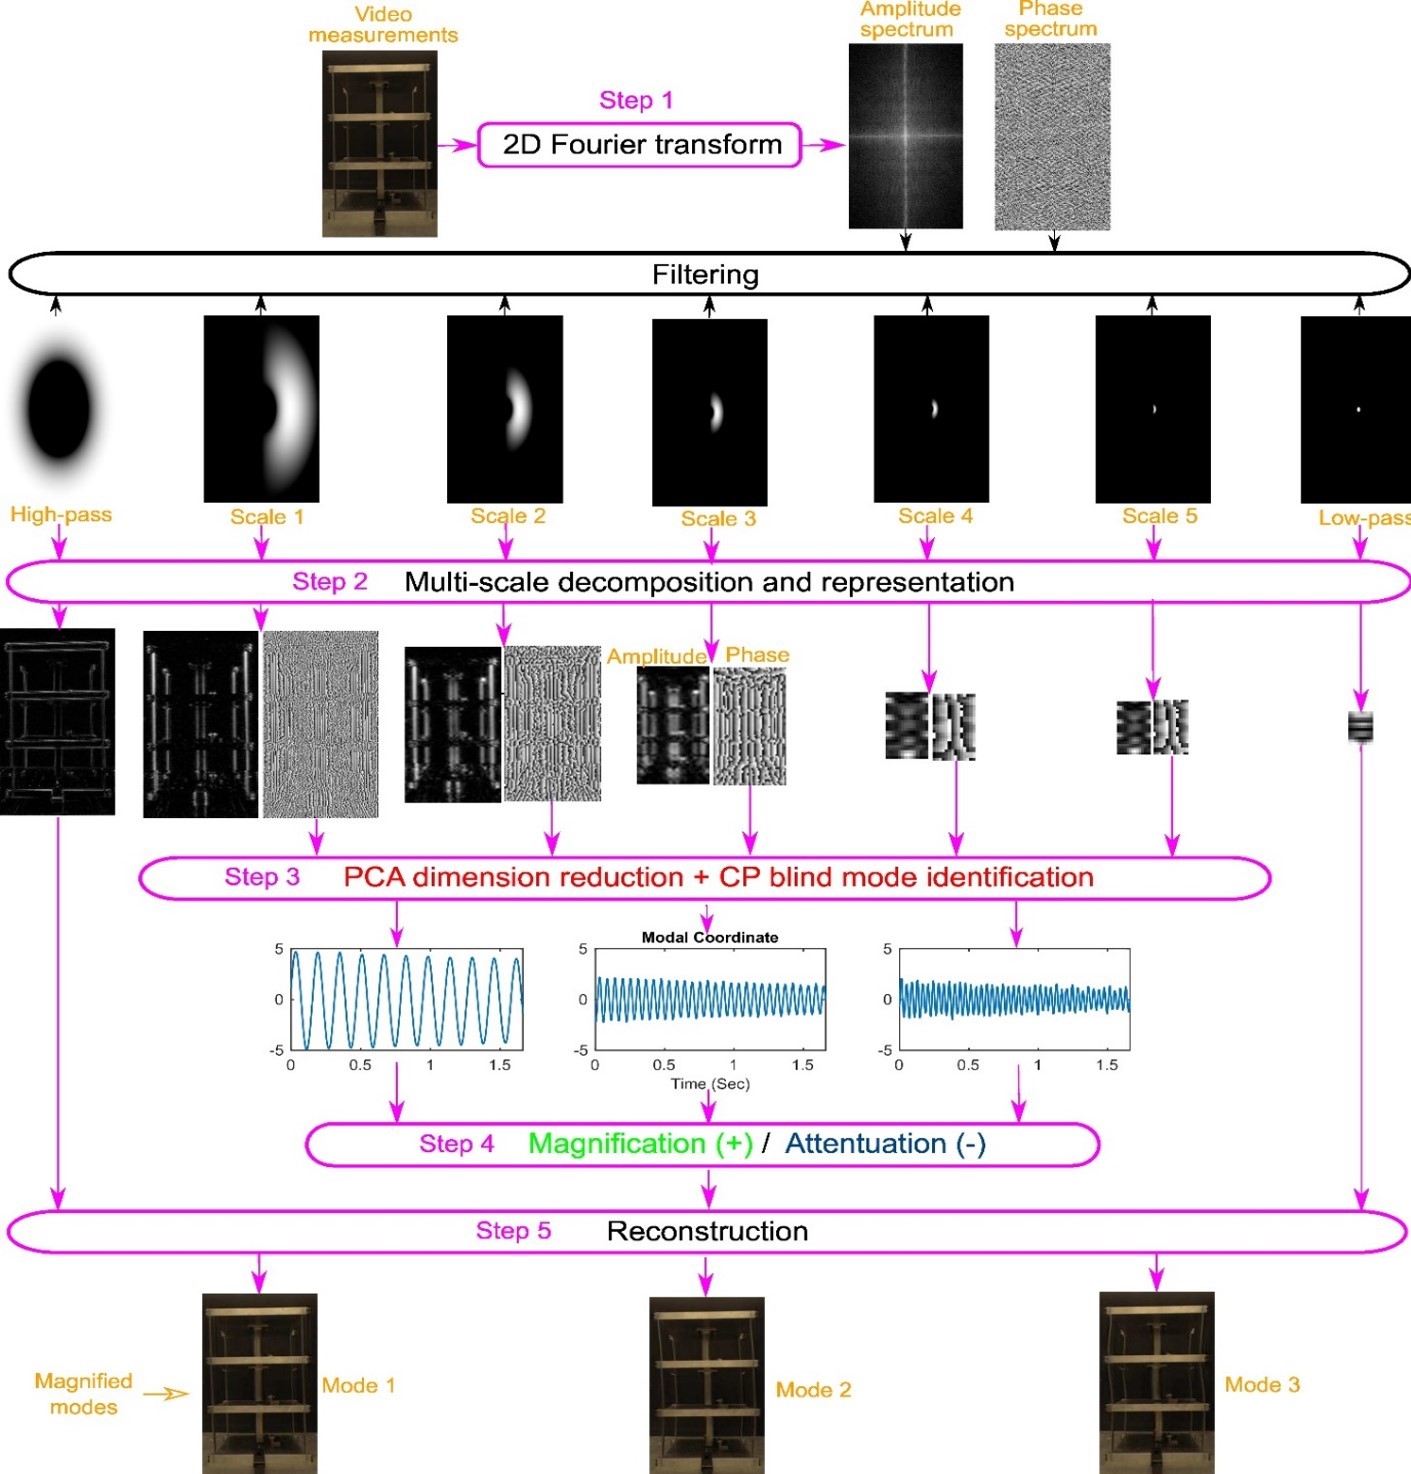 Video
measurements
Amplitude
spectrum
Phase
spectrum
Step 1
2D Fourier transform
Filtering
High-pass
Scale 1
Scale 2
Scale 3
Scale 4
Scale 5
Low-pass
Step 2 Multi-scale decomposition and representation
Amplitude Phase
Step 3 PCA dimension reduction + CP blind mode identification
Modal Coordinate
5
0
-5
0 0.5 1 1.5
5
0
-5
0 0.5 1 1.5
5
0
-5
0 0.5 1 1.5
Time (Sec)
Step 4 Magnification (+) / Attentuation (-)
Step 5 Reconstruction
Magnified
modes
Mode 1
Mode 2
Mode 3